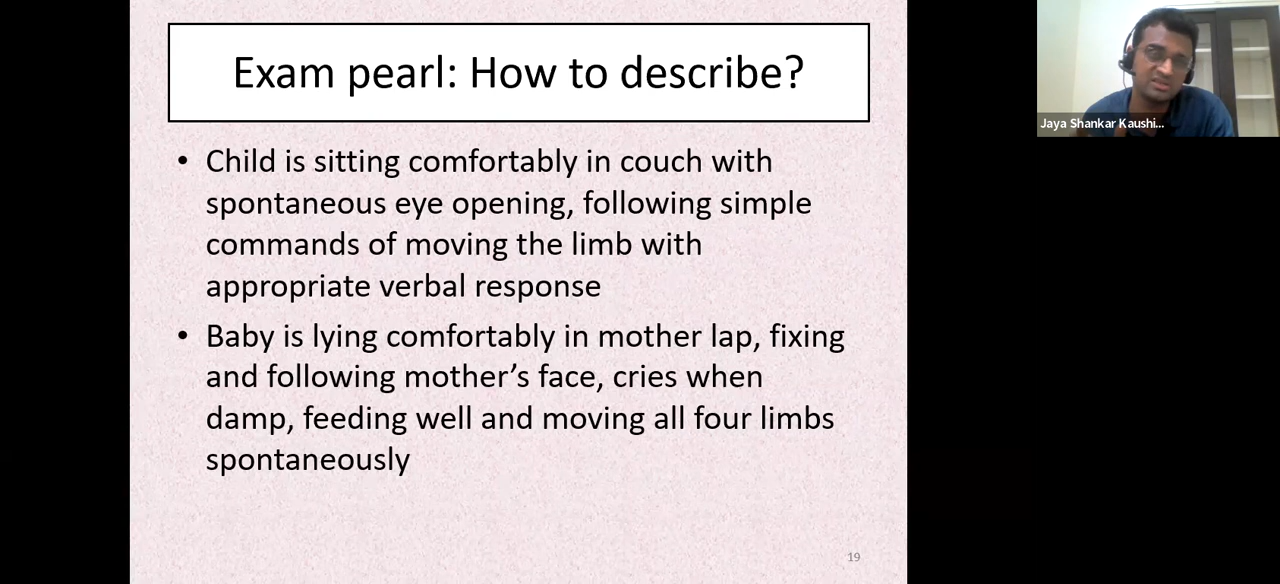 Exam pearl: How to describe?
Jaya Shankar Kaushi...
• Child is sitting comfortably in couch with
spontaneous eye opening, following simple
commands of moving the limb with
appropriate verbal response
• Baby is lying comfortably in mother lap, fixing
and following mother’s face, cries when
damp, feeding well and moving all four limbs
spontaneously
19